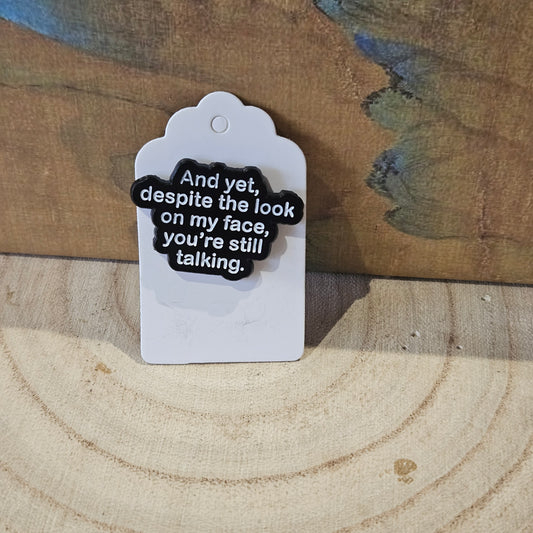 And yet,
despite the look
on my face,
you're still
talking.